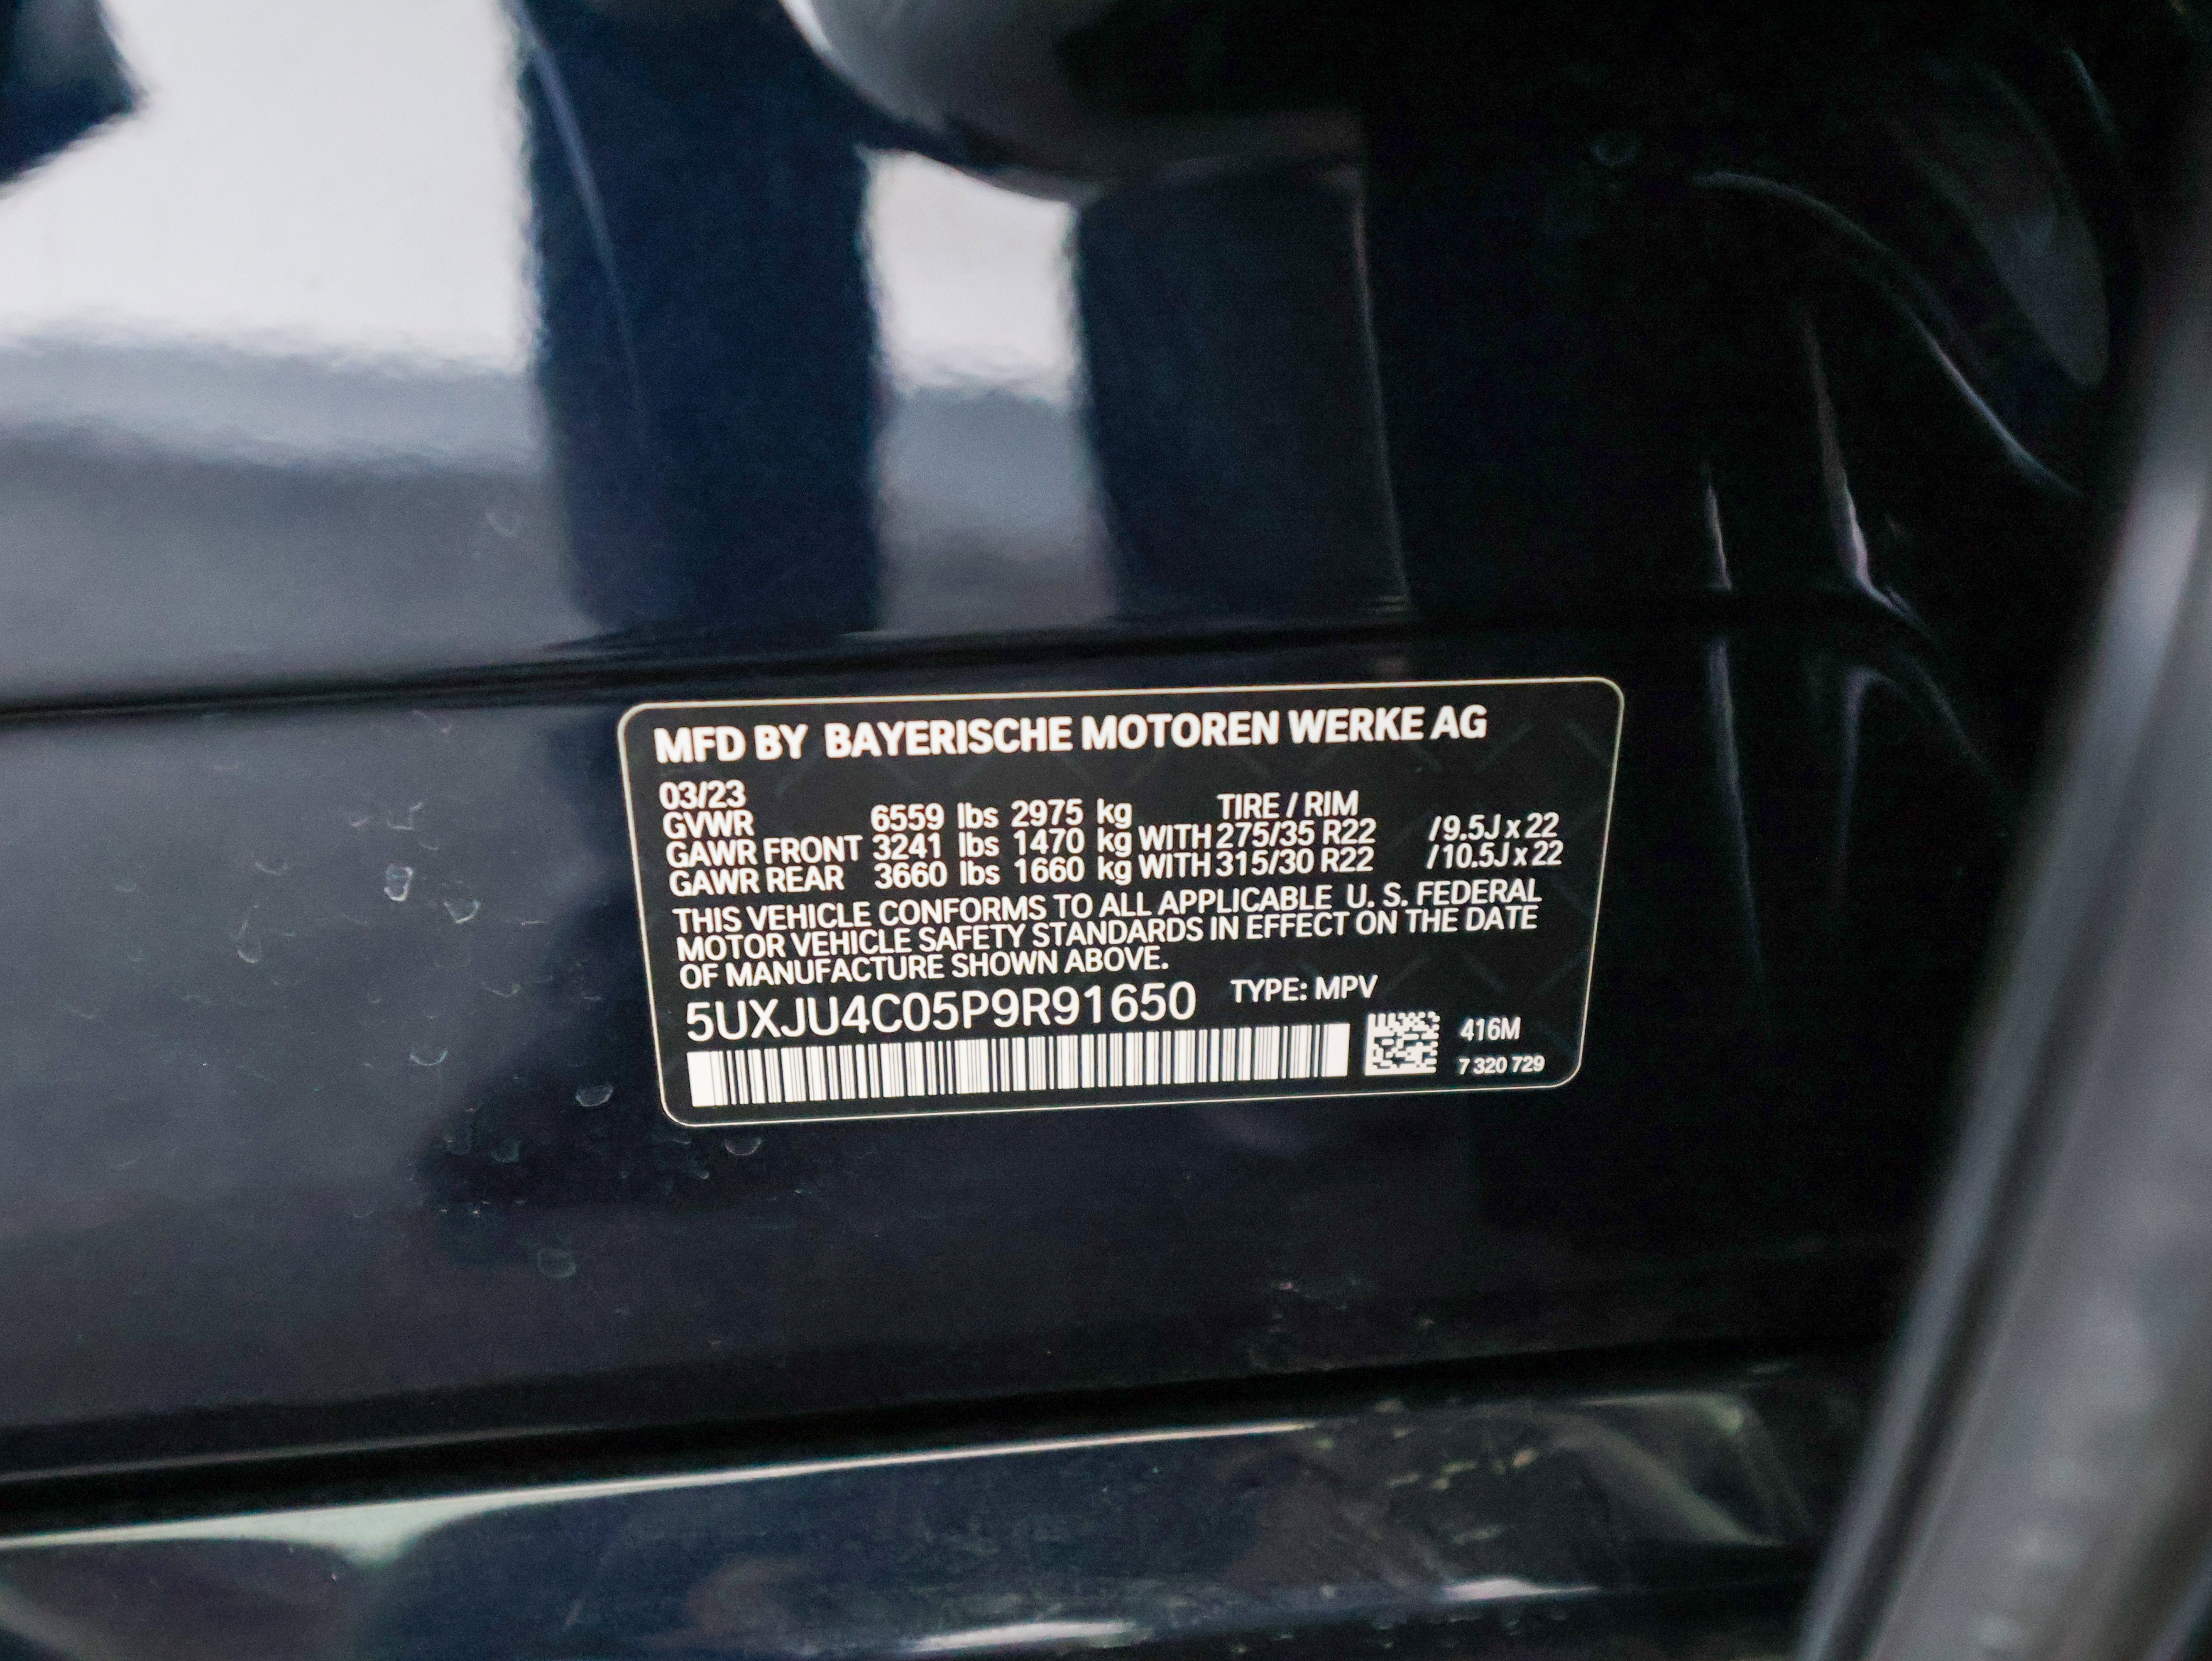 MFD BY BAYERISCHE MOTOREN WERKE AG
03/23 TIRE / RIM
GVWR 6559 lbs 2975 kg
GAWR FRONT 3241 lbs 1470 kg WITH 275/35 R22 /9.5J x 22
GAWR REAR 3660 lbs 1660 kg WITH 315/30 R22 /10.5J x 22
THIS VEHICLE CONFORMS TO ALL APPLICABLE U. S. FEDERAL
MOTOR VEHICLE SAFETY STANDARDS IN EFFECT ON THE DATE
OF MANUFACTURE SHOWN ABOVE.
5UXJU4C05P9R91650 TYPE: MPV
416M
7 320 729